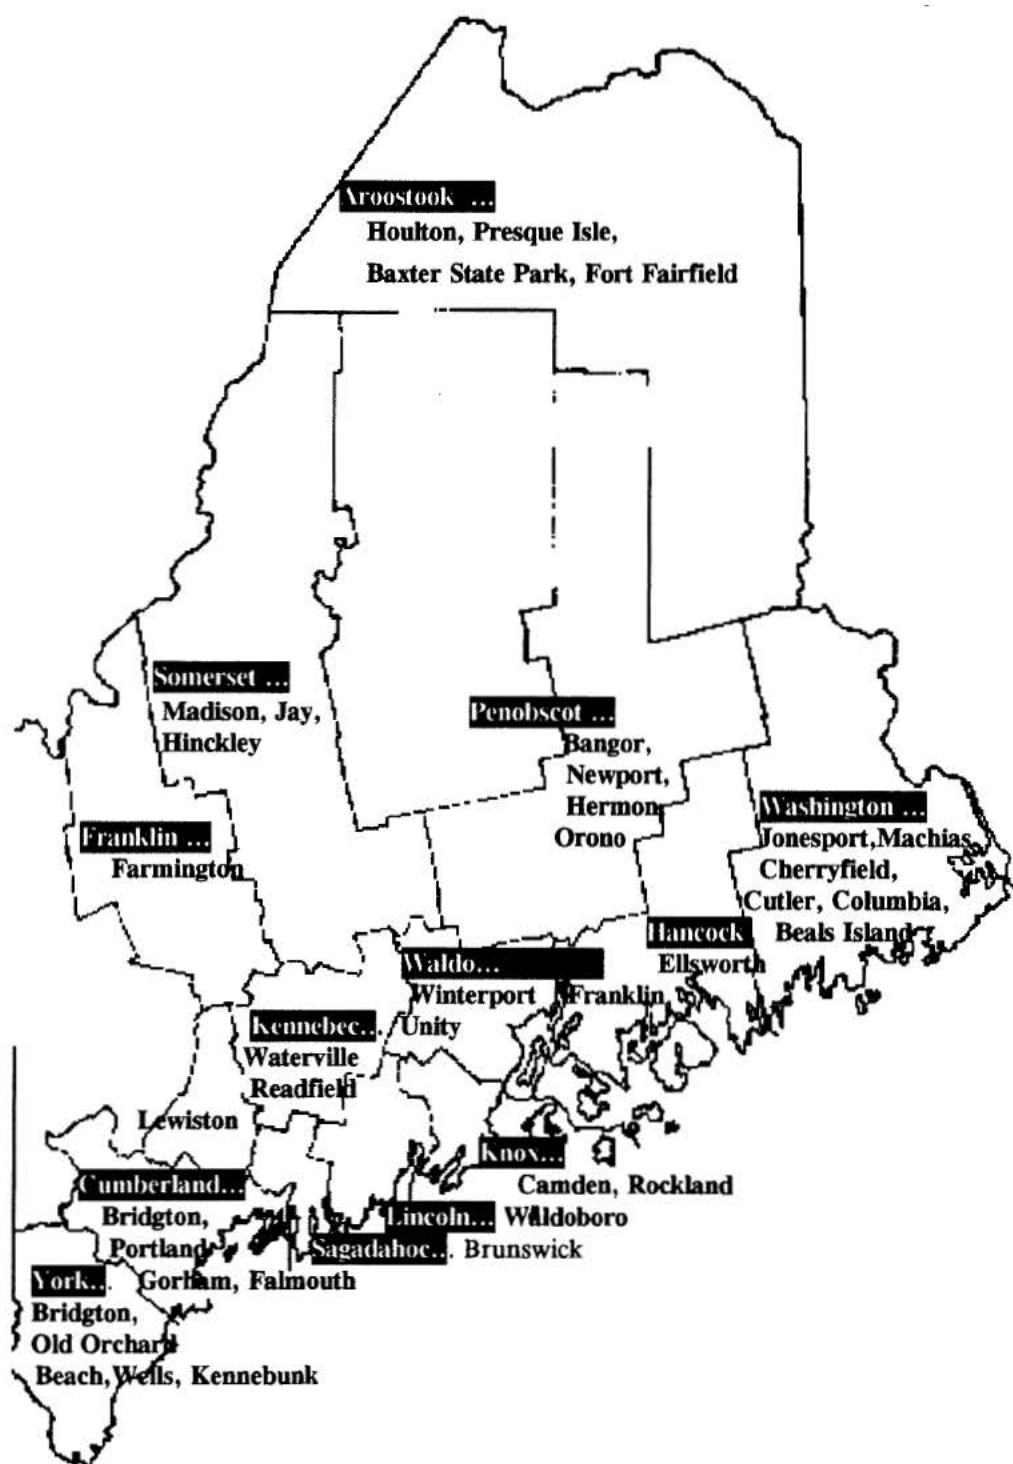 Aroostook ...
Houlton, Presque Isle,
Baxter State Park, Fort Fairfield
Somerset ...
Madison, Jay,
Hinckley
Penobscot ...
Bangor,
Newport,
Hermon,
Orono
Franklin ...
Farmington
Washington ...
Jonesport,Machias,
Cherryfield,
Cutler, Columbia,
Beals Island
Hancock
Ellsworth
Franklin
Waldo...
Winterport
Unity
Kennebec...
Waterville
Readfield
Lewiston
Knox...
Camden, Rockland
Lincoln... Waldoboro
Sagadahoc... Brunswick
Cumberland...
Bridgton,
Portland
Gorham, Falmouth
York...
Bridgton,
Old Orchard
Beach,Wells, Kennebunk